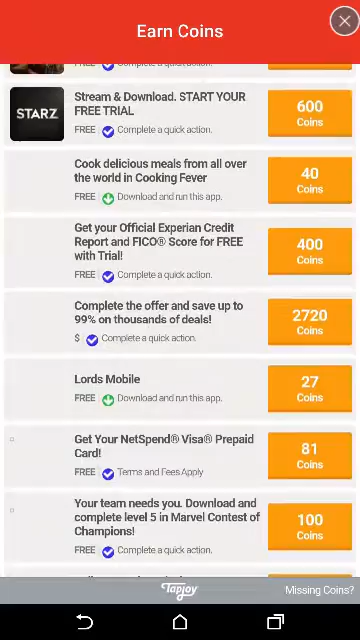 Earn Coins
FREE Complete a quick action.
STARZ
Stream & Download. START YOUR
FREE TRIAL
FREE Complete a quick action.
600
Coins
Cook delicious meals from all over
the world in Cooking Fever
FREE Download and run this app.
40
Coins
Get your Official Experian Credit
Report and FICO® Score for FREE
with Trial!
FREE Complete a quick action.
400
Coins
Complete the offer and save up to
99% on thousands of deals!
$ Complete a quick action.
2720
Coins
Lords Mobile
FREE Download and run this app.
27
Coins
Get Your NetSpend® Visa® Prepaid
Card!
FREE Terms and Fees Apply
81
Coins
Your team needs you. Download and
complete level 5 in Marvel Contest of
Champions!
FREE Complete a quick action.
100
Coins
Tapjoy
Missing Coins?